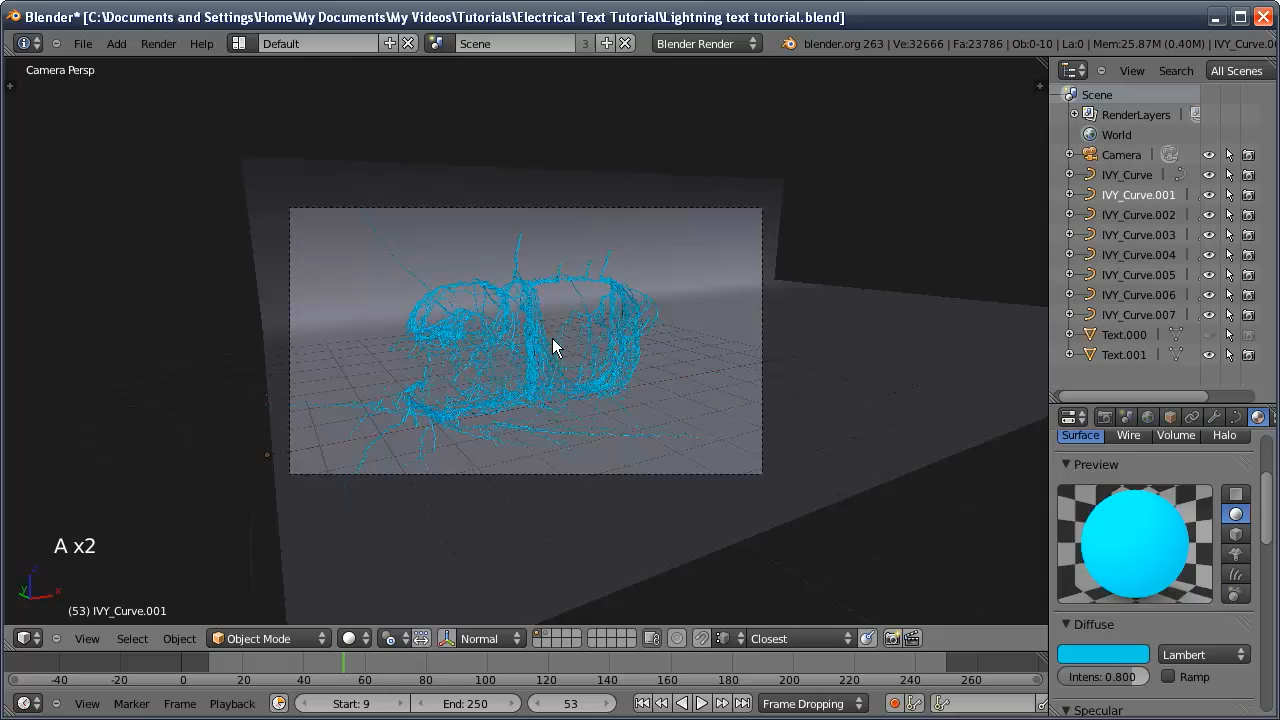 Blender* [C:\Documents and Settings\Home\My Documents\My Videos\Tutorials\Electrical Text Tutorial\Lightning text tutorial.blend]
File Add Render Help Default Scene 3 Blender Render blender.org 263 | Ve:32666 | Fa:23786 | Ob:0-10 | La:0 | Mem:25.87M (0.40M) | IVY_Curve.0
Camera Persp
View Search All Scenes
Scene
RenderLayers
World
Camera
IVY_Curve
IVY_Curve.001
IVY_Curve.002
IVY_Curve.003
IVY_Curve.004
IVY_Curve.005
IVY_Curve.006
IVY_Curve.007
Text.000
Text.001
Surface Wire Volume Halo
Preview
Diffuse
Lambert
Intens: 0.800 Ramp
Specular
A x2
z
y x
(53) IVY_Curve.001
View Select Object Object Mode Normal Closest
-40 -20 0 20 40 60 80 100 120 140 160 180 200 220 240 260
View Marker Frame Playback Start: 9 End: 250 53 Frame Dropping